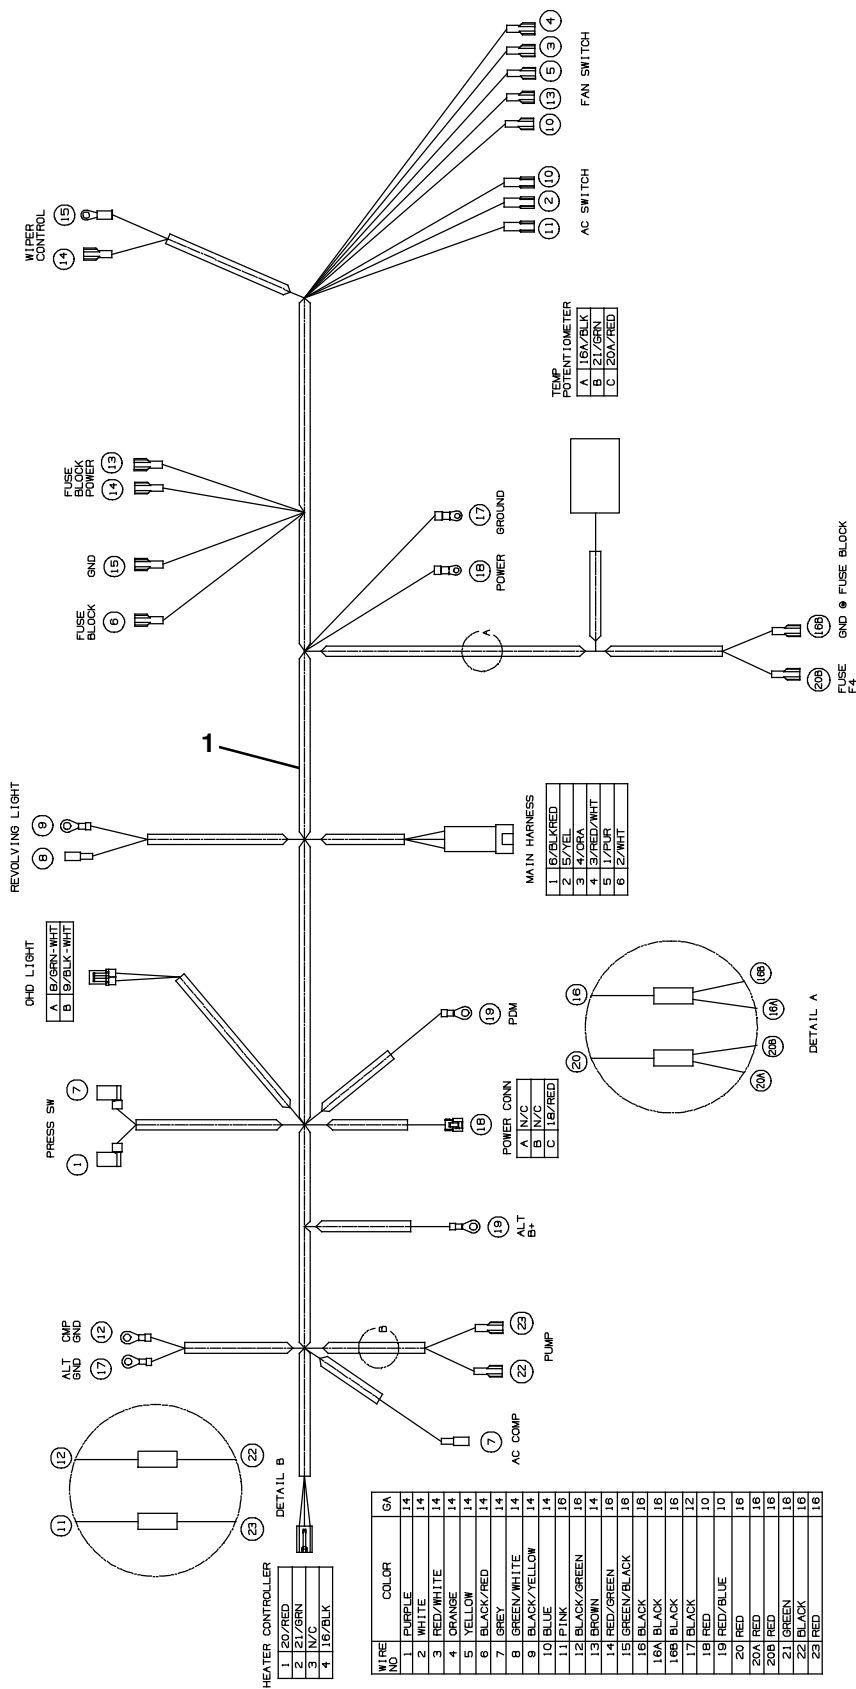 WIPER
CONTROL
14
15
4
3
5
13
10
FAN SWITCH
10
2
11
AC SWITCH
FUSE
BLOCK
POWER
14
13
GND
15
FUSE
BLOCK
6
17
GROUND
18
POWER
TEMP
POTENTIOMETER
A 16A/BLK
B 21/GRN
C 20A/RED
A
16B
GND @ FUSE BLOCK
20B
FUSE
F4
1
REVOLVING LIGHT
8
9
MAIN HARNESS
1 6/BLKRED
2 5/YEL
3 4/ORA
4 3/RED/WHT
5 1/PUR
6 2/WHT
OHD LIGHT
A 8/GRN-WHT
B 9/BLK-WHT
PRESS SW
1
7
19
PDM
18
POWER CONN
A N/C
B N/C
C 18/RED
16
20
16B
16A
20B
20A
DETAIL A
19
ALT
B+
CMP
GND
12
ALT
GND
17
B
23
22
PUMP
7
AC COMP
12
11
22
23
DETAIL B
HEATER CONTROLLER
1 20/RED
2 21/GRN
3 N/C
4 16/BLK
WIRE
NO COLOR GA
1 PURPLE 14
2 WHITE 14
3 RED/WHITE 14
4 ORANGE 14
5 YELLOW 14
6 BLACK/RED 14
7 GREY 14
8 GREEN/WHITE 14
9 BLACK/YELLOW 14
10 BLUE 14
11 PINK 16
12 BLACK/GREEN 16
13 BROWN 14
14 RED/GREEN 16
15 GREEN/BLACK 16
16 BLACK 16
16A BLACK 16
16B BLACK 16
17 BLACK 12
18 RED 10
19 RED/BLUE 10
20 RED 16
20A RED 16
20B RED 16
21 GREEN 16
22 BLACK 16
23 RED 16